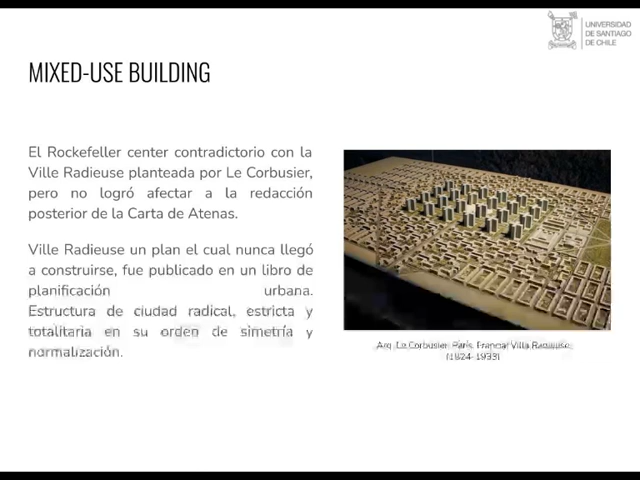 UNIVERSIDAD
DE SANTIAGO
DE CHILE
MIXED-USE BUILDING
El Rockefeller center contradictorio con la
Ville Radieuse planteada por Le Corbusier,
pero no logró afectar a la redacción
posterior de la Carta de Atenas.
Ville Radieuse un plan el cual nunca llegó
a construirse, fue publicado en un libro de
planificación urbana.
Estructura de ciudad radical, estricta y
totalitaria en su orden de simetría y
normalización.
Arq. Le Corbusier, París, Francia, Villa Radieuse.